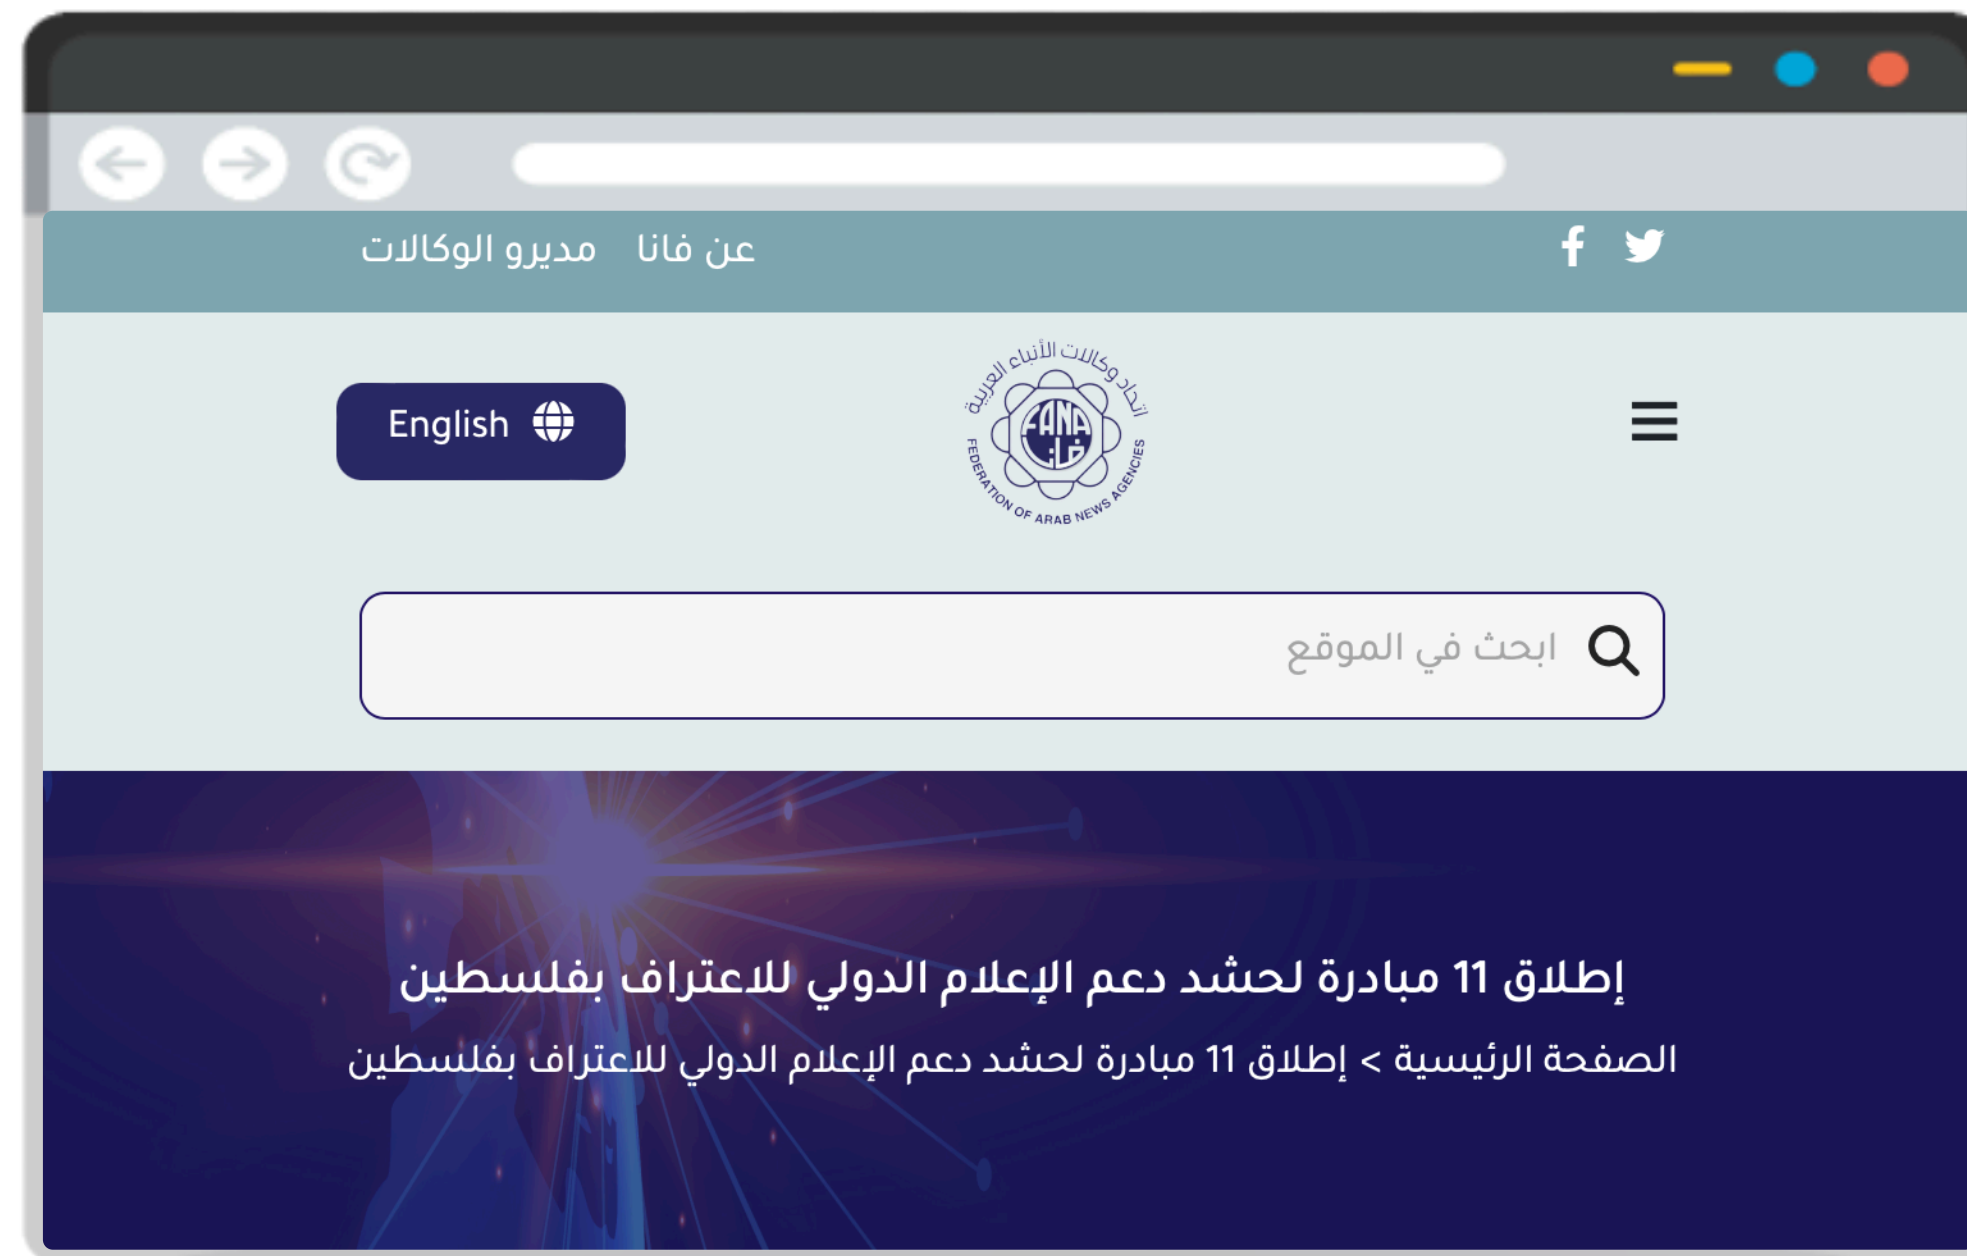 عن فانا
مديرو الوكالات
English
اتحاد وكالات الأنباء العربية
FANA
فانا
FEDERATION OF ARAB NEWS AGENCIES
ابحث في الموقع
إطلاق 11 مبادرة لحشد دعم الإعلام الدولي للاعتراف بفلسطين
الصفحة الرئيسية > إطلاق 11 مبادرة لحشد دعم الإعلام الدولي للاعتراف بفلسطين